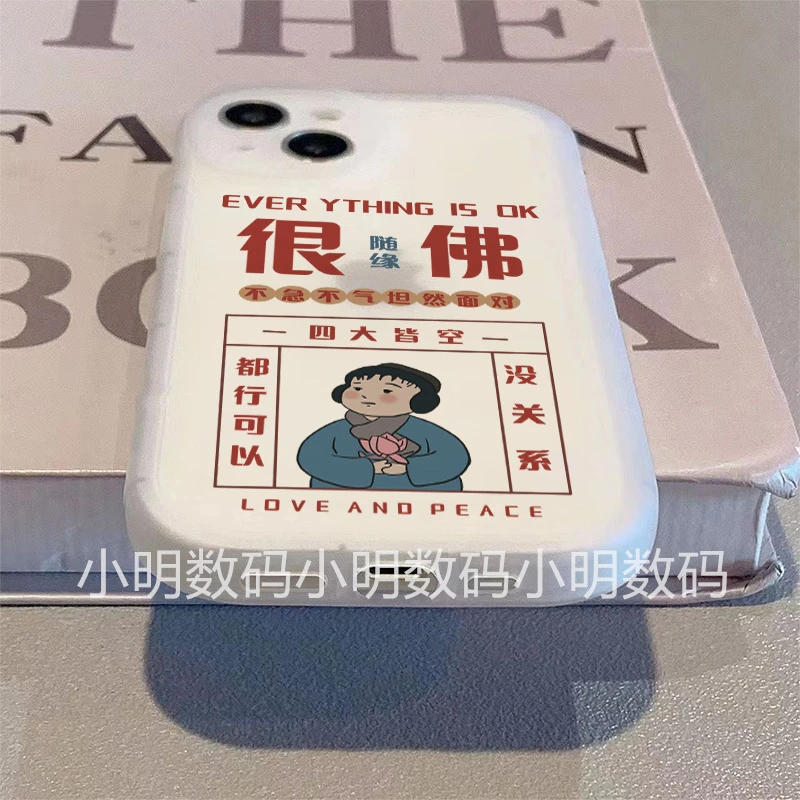 THE
FA
N
BO
K
EVER YTHING IS OK
很 随缘 佛
不急不气坦然面对
一四大皆空一
都行可以
没关系
LOVE AND PEACE
小明数码小明数码小明数码